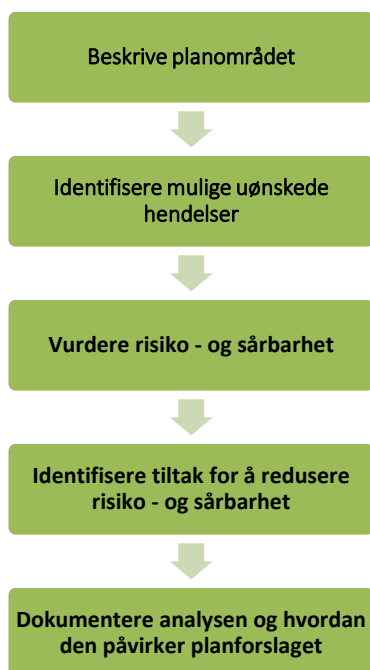 Beskrive planområdet
Identifisere mulige uønskede
hendelser
Vurdere risiko - og sårbarhet
Identifisere tiltak for å redusere
risiko - og sårbarhet
Dokumentere analysen og hvordan
den påvirker planforslaget